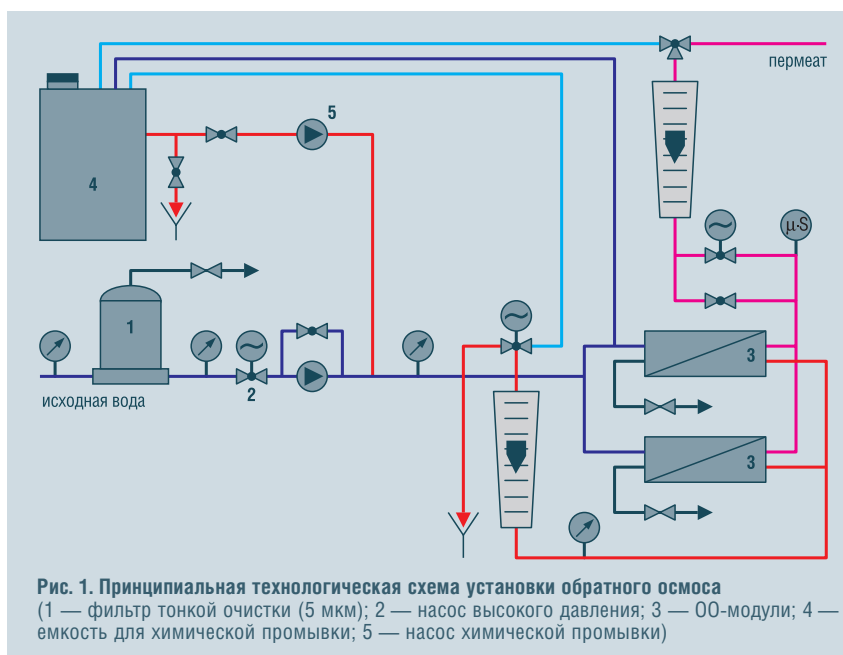 пермеат
5
4
μ·S
1
3
исходная вода
2
3
Рис. 1. Принципиальная технологическая схема установки обратного осмоса
(1 — фильтр тонкой очистки (5 мкм); 2 — насос высокого давления; 3 — ОО-модули; 4 —
емкость для химической промывки; 5 — насос химической промывки)